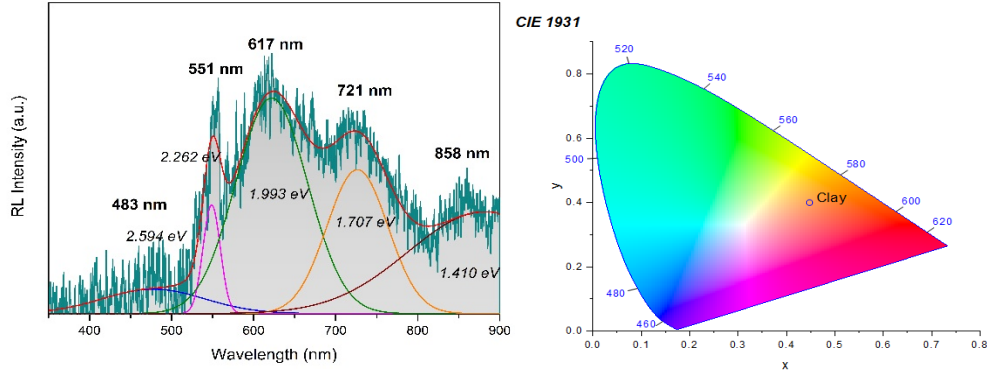 617 nm
551 nm
721 nm
858 nm
2.262 eV
1.993 eV
483 nm
1.707 eV
2.594 eV
1.410 eV
RL Intensity (a.u.)
400 500 600 700 800 900
Wavelength (nm)
CIE 1931
520
540
560
500
580
Clay
600
620
480
460
y
0.8
0.6
0.4
0.2
0.0
0.0 0.1 0.2 0.3 0.4 0.5 0.6 0.7 0.8
x